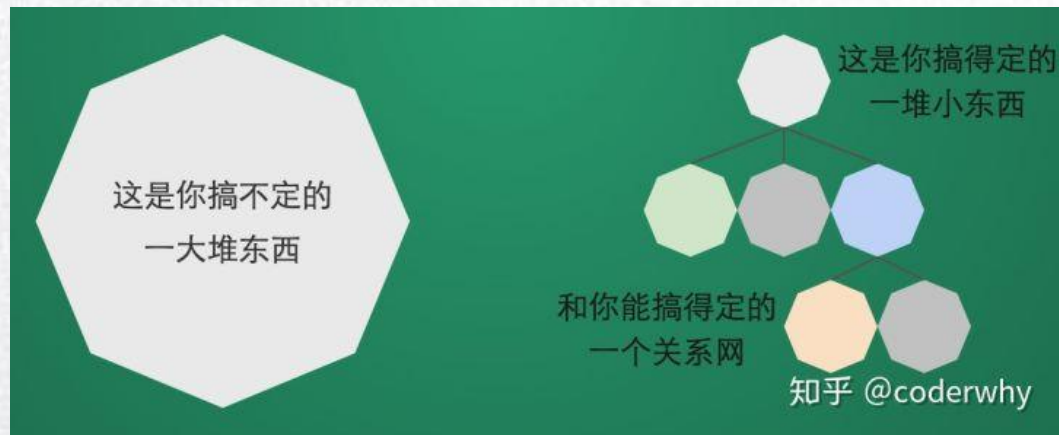 这是你搞不定的
一大堆东西
这是你搞得定的
一堆小东西
和你能搞得定的
一个关系网
知乎 @coderwhy